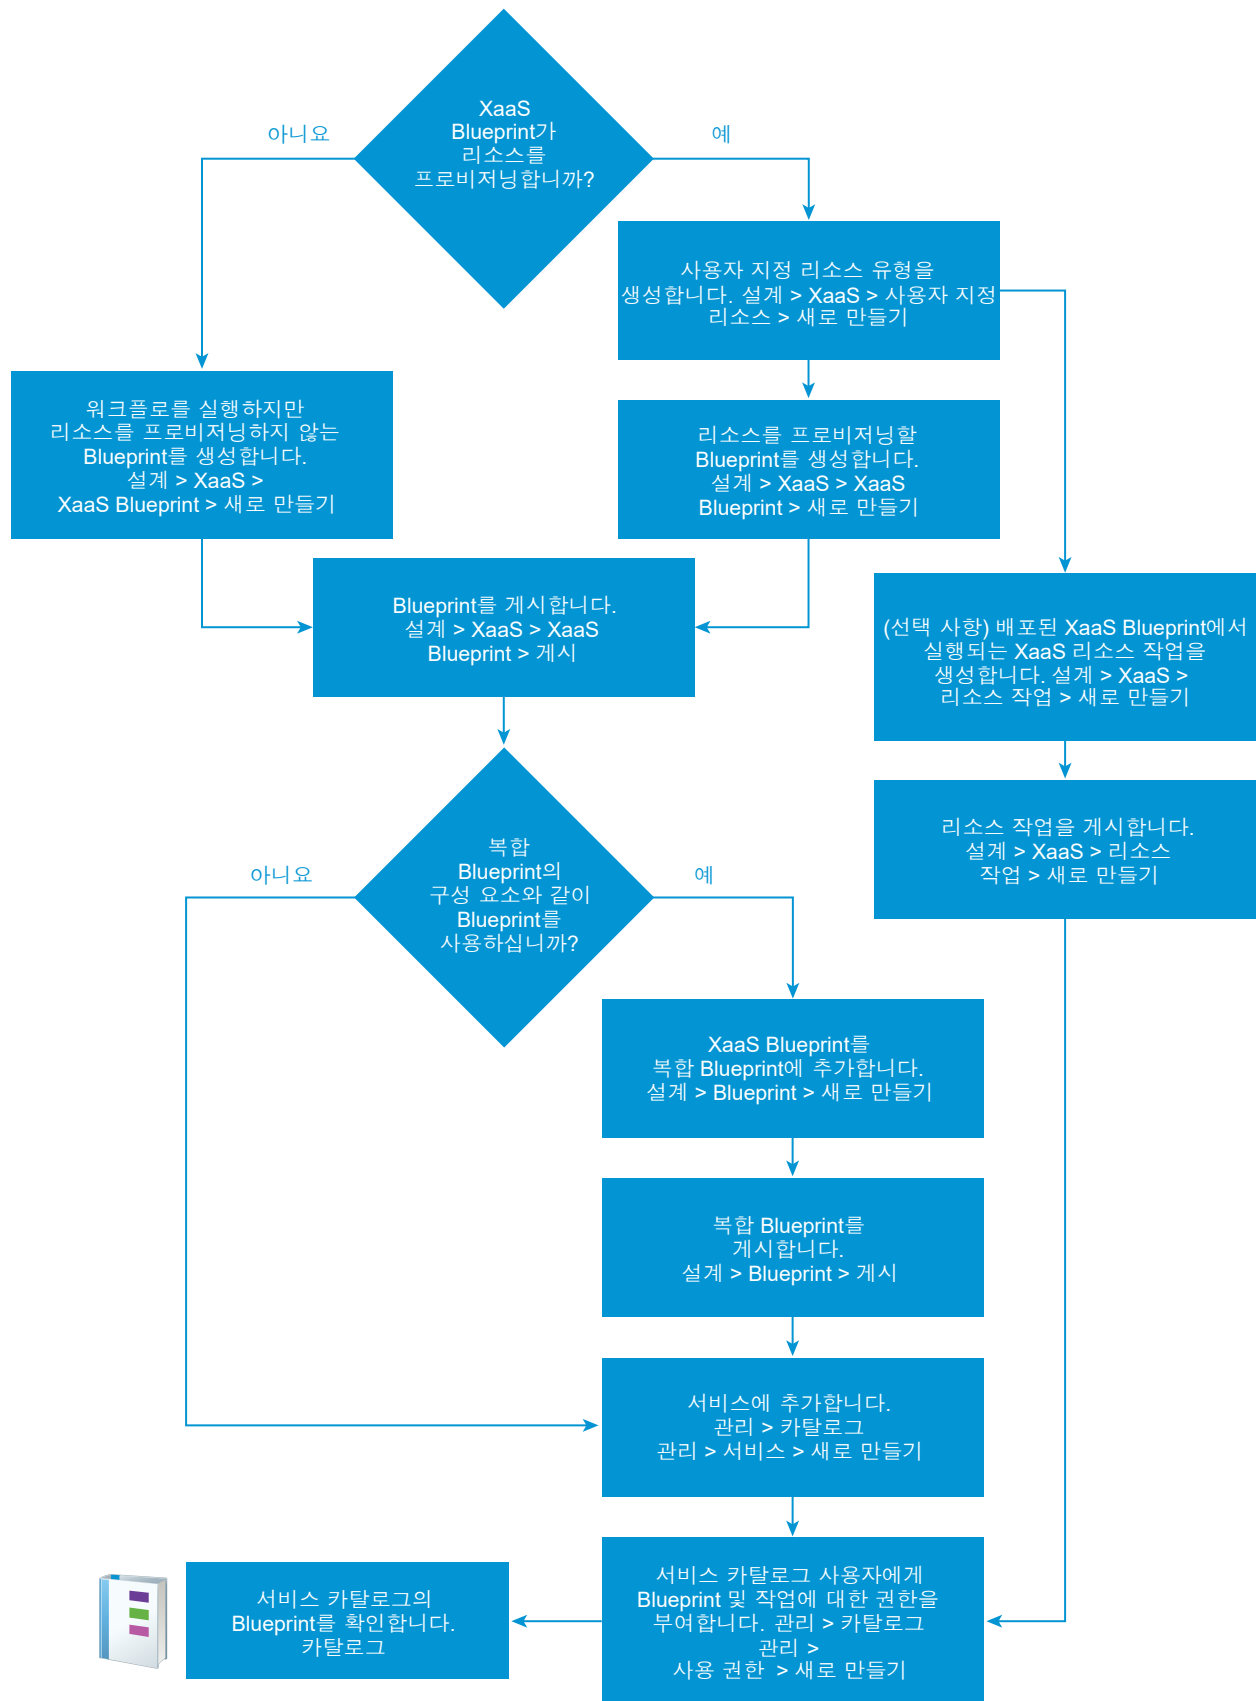 XaaS
Blueprint가
리소스를
프로비저닝합니까?
아니요
예
사용자 지정 리소스 유형을
생성합니다. 설계 > XaaS > 사용자 지정
리소스 > 새로 만들기
워크플로를 실행하지만
리소스를 프로비저닝하지 않는
Blueprint를 생성합니다.
설계 > XaaS >
XaaS Blueprint > 새로 만들기
리소스를 프로비저닝할
Blueprint를 생성합니다.
설계 > XaaS > XaaS
Blueprint > 새로 만들기
Blueprint를 게시합니다.
설계 > XaaS > XaaS
Blueprint > 게시
(선택 사항) 배포된 XaaS Blueprint에서
실행되는 XaaS 리소스 작업을
생성합니다. 설계 > XaaS >
리소스 작업 > 새로 만들기
리소스 작업을 게시합니다.
설계 > XaaS > 리소스
작업 > 새로 만들기
복합
Blueprint의
구성 요소와 같이
Blueprint를
사용하십니까?
아니요
예
XaaS Blueprint를
복합 Blueprint에 추가합니다.
설계 > Blueprint > 새로 만들기
복합 Blueprint를
게시합니다.
설계 > Blueprint > 게시
서비스에 추가합니다.
관리 > 카탈로그
관리 > 서비스 > 새로 만들기
서비스 카탈로그 사용자에게
Blueprint 및 작업에 대한 권한을
부여합니다. 관리 > 카탈로그
관리 >
사용 권한 > 새로 만들기
서비스 카탈로그의
Blueprint를 확인합니다.
카탈로그